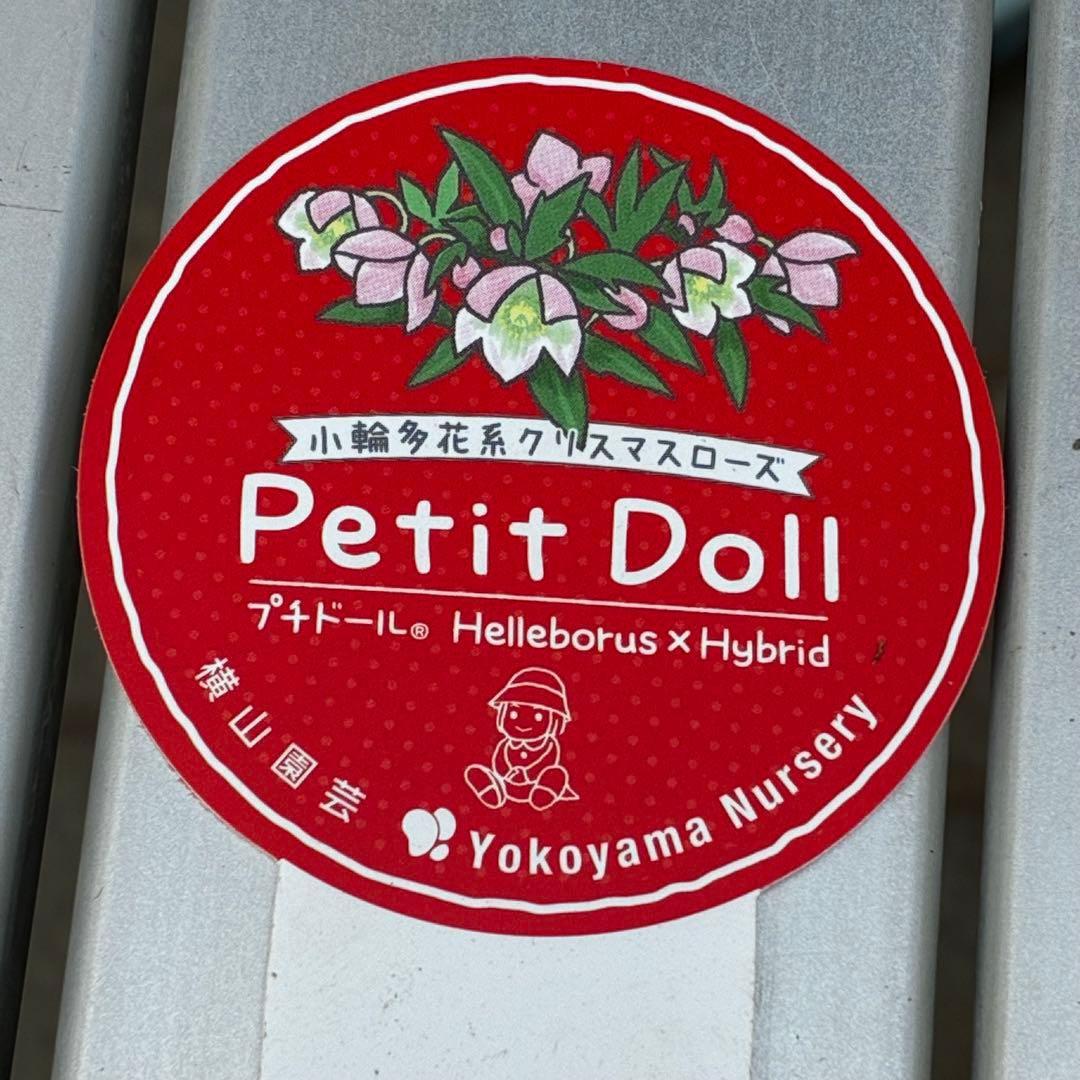 小輪多花系クリスマスローズ
Petit Doll
プチドール® Helleborus × Hybrid
横山園芸
Yokoyama Nursery